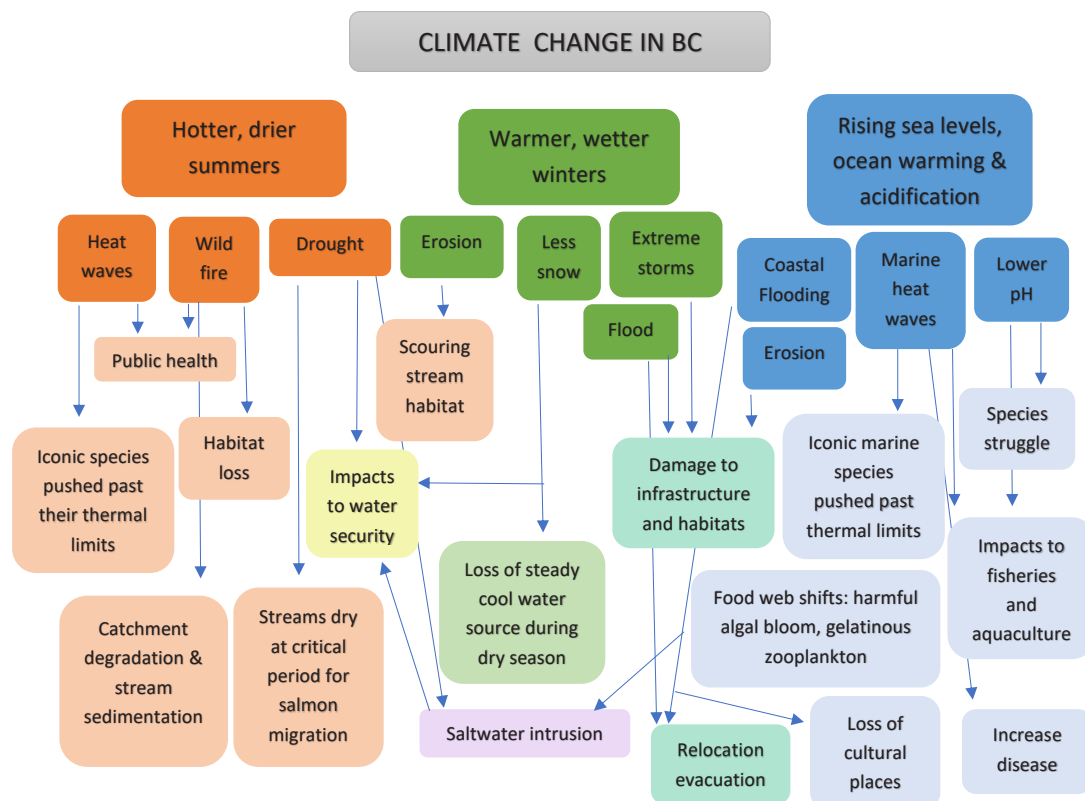 CLIMATE CHANGE IN BC
Hotter, drier
summers
Warmer, wetter
winters
Rising sea levels,
ocean warming &
acidification
Heat
waves
Wild
fire
Drought
Erosion
Less
snow
Extreme
storms
Flood
Coastal
Flooding
Erosion
Marine
heat
waves
Lower
pH
Public health
Scouring
stream
habitat
Species
struggle
Iconic species
pushed past
their thermal
limits
Habitat
loss
Impacts
to water
security
Damage to
infrastructure
and habitats
Iconic marine
species
pushed past
thermal limits
Impacts to
fisheries
and
aquaculture
Catchment
degradation &
stream
sedimentation
Streams dry
at critical
period for
salmon
migration
Loss of steady
cool water
source during
dry season
Food web shifts: harmful
algal bloom, gelatinous
zooplankton
Saltwater intrusion
Relocation
evacuation
Loss of
cultural
places
Increase
disease